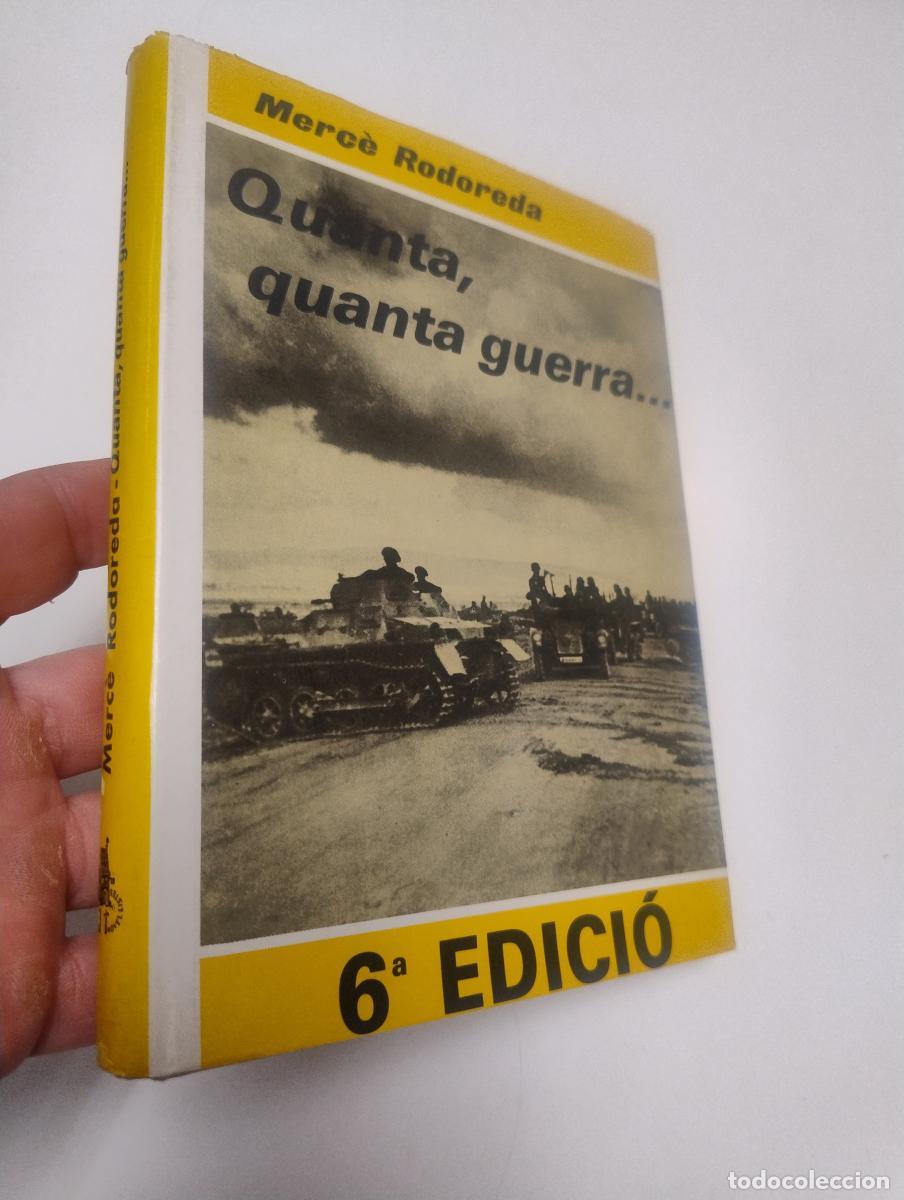 Mercè Rodoreda
Quanta,
quanta guerra...
6ª EDICIÓ
Mercè Rodoreda - Quanta, quanta guerra...
todocoleccion